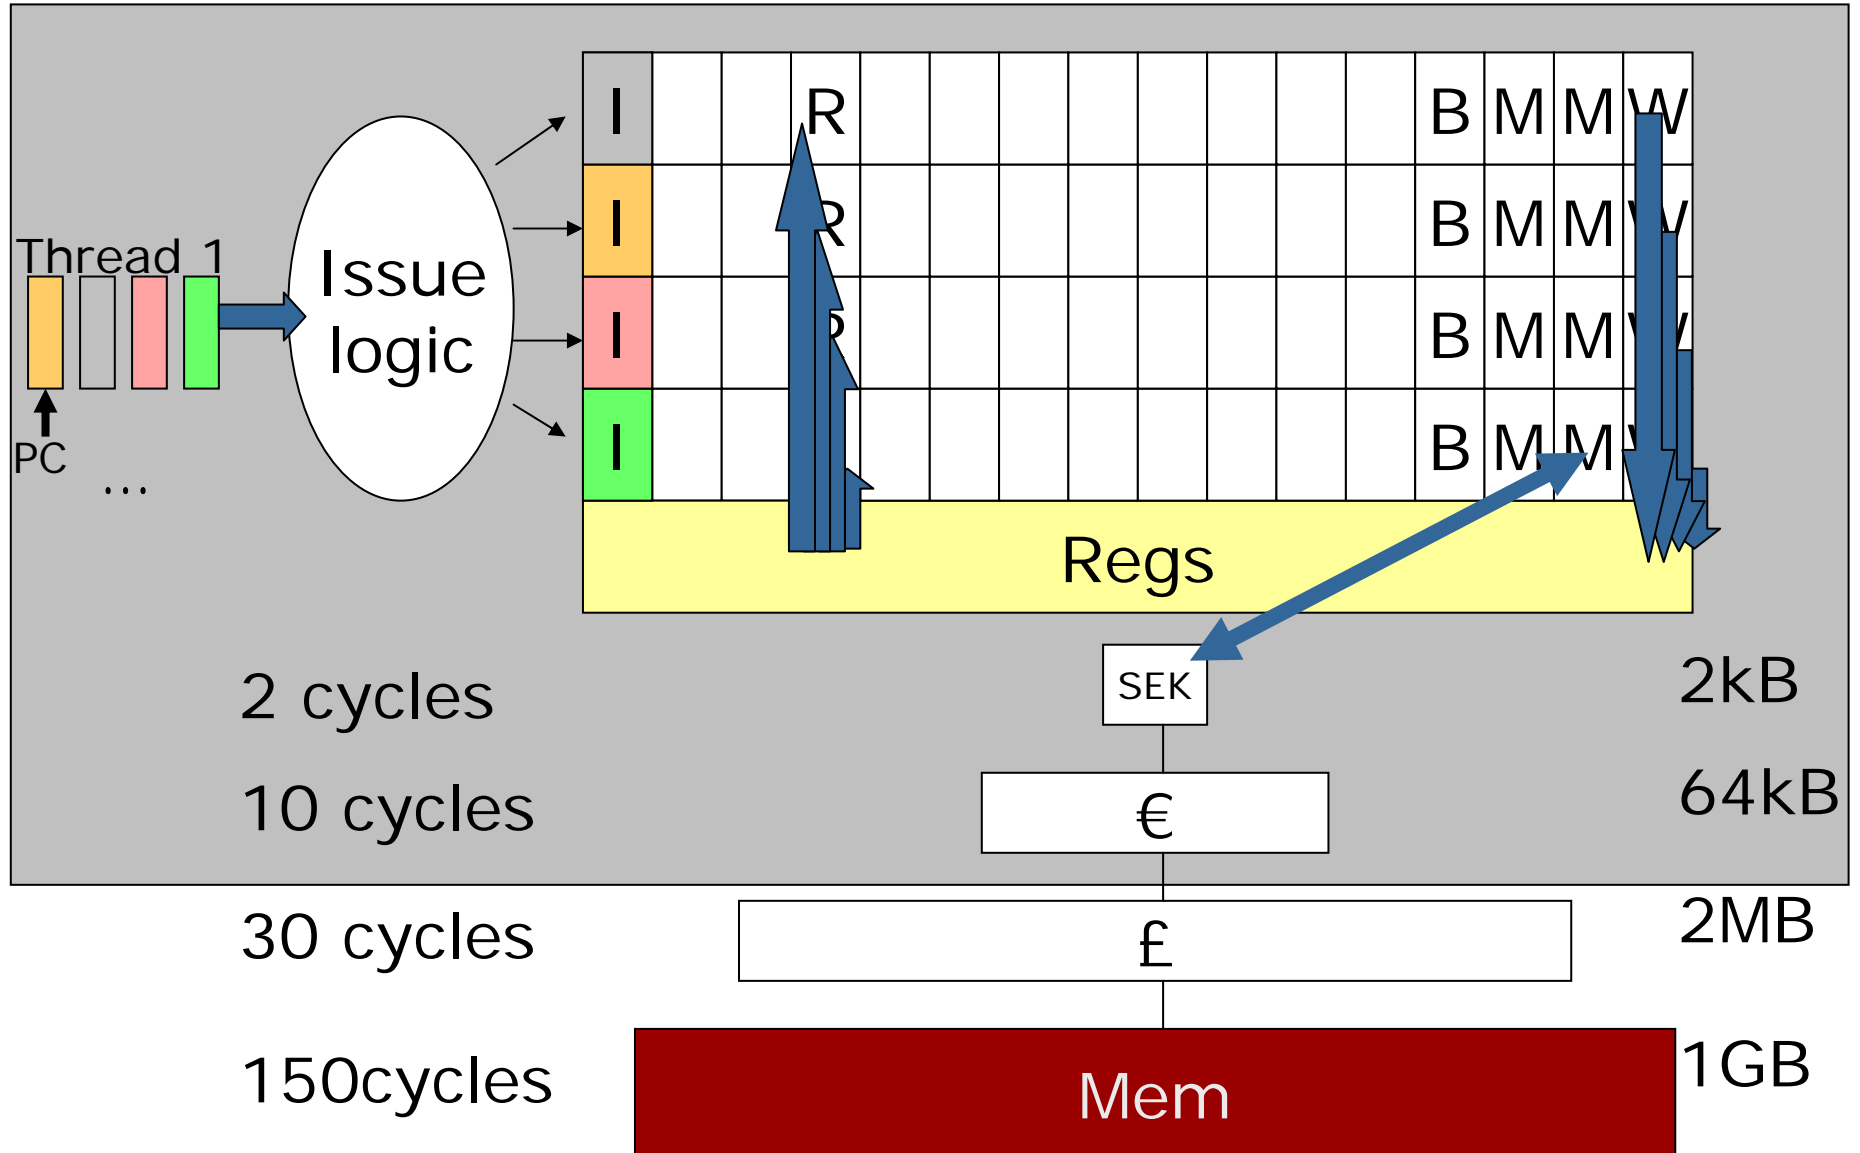 I R B M M W
I R B M M W
Thread 1
Issue
logic
I R B M M W
I B M M W
PC
...
Regs
2 cycles SEK 2kB
10 cycles € 64kB
30 cycles £ 2MB
150cycles Mem 1GB